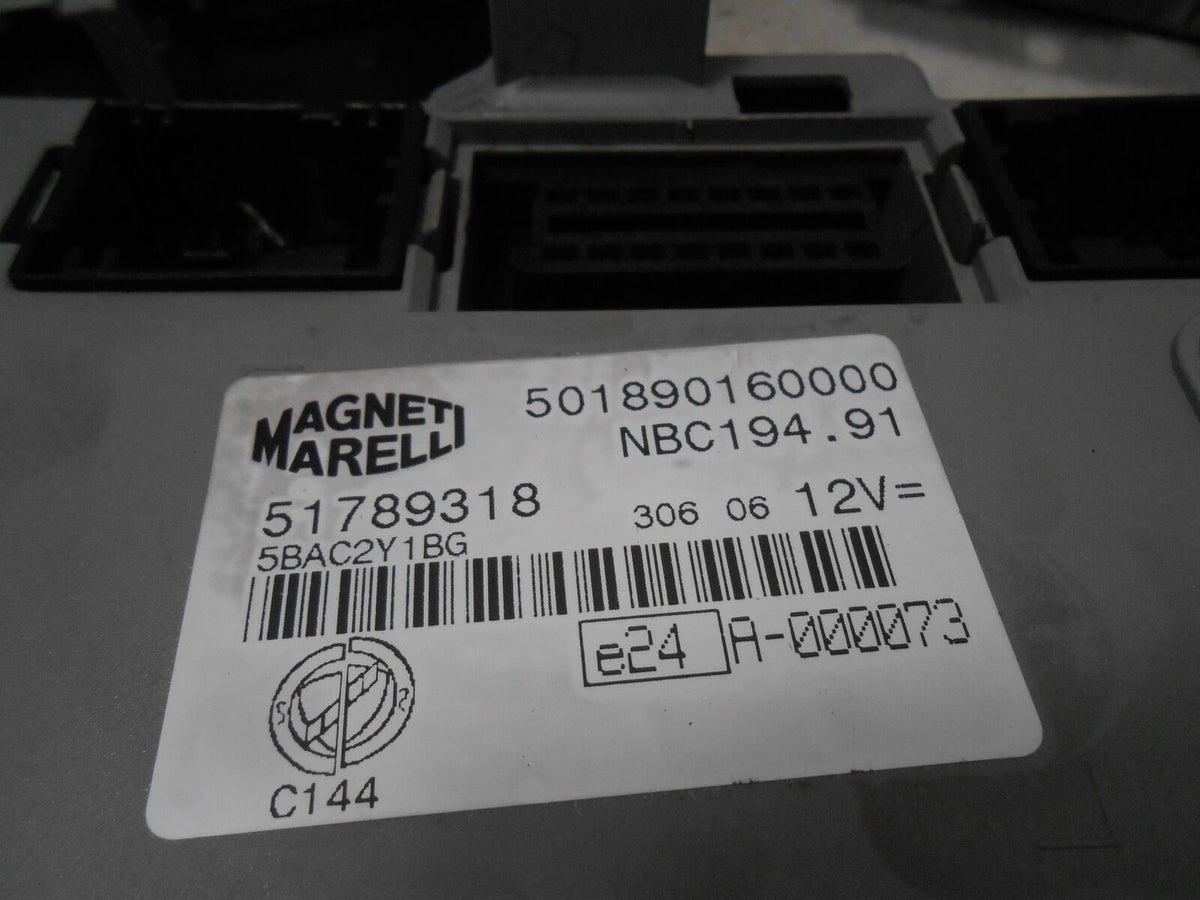 MAGNETI
MARELLI
501890160000
NBC194.91
51789318
306 06 12V=
5BAC2Y1BG
e24 A-000073
C144